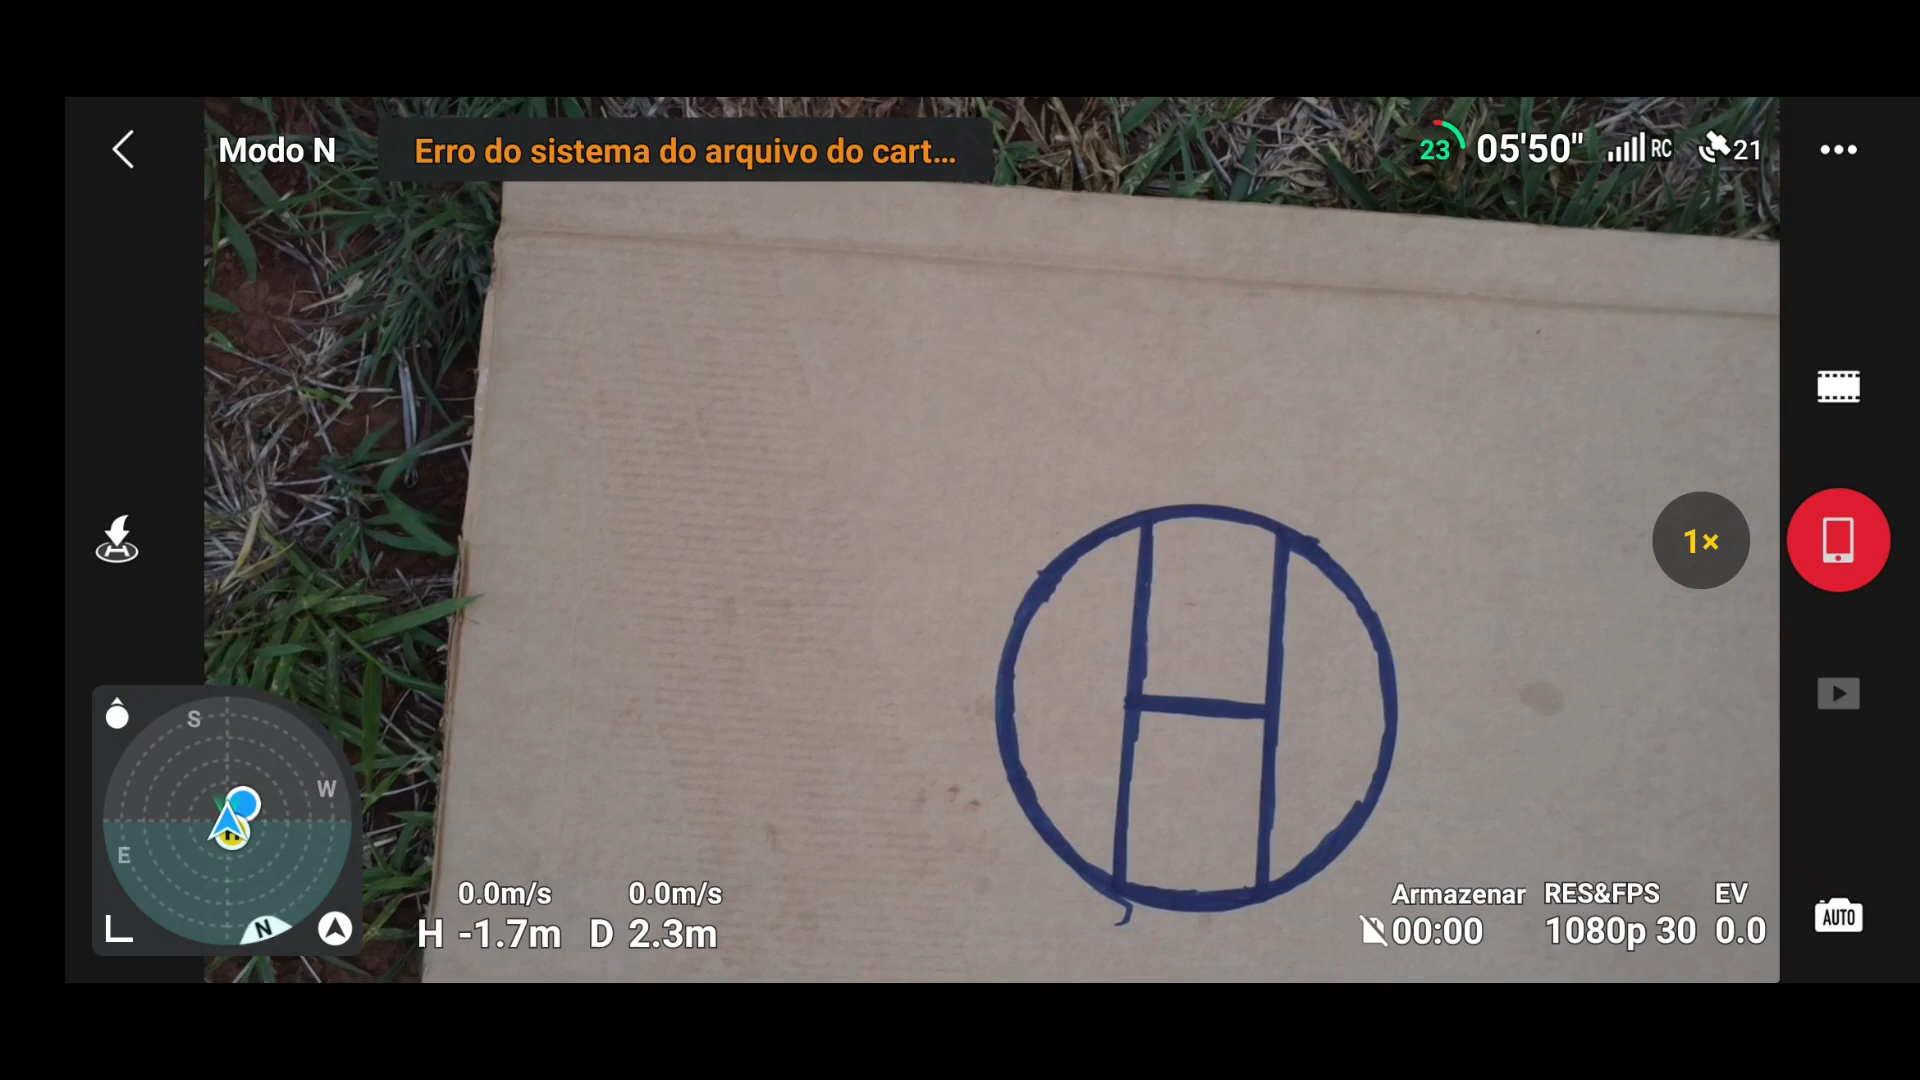 Modo N
Erro do sistema do arquivo do cart...
23
05'50"
RC
21
1×
H
S
W
E
N
0.0m/s
0.0m/s
H -1.7m
D 2.3m
Armazenar
00:00
RES&FPS
1080p 30
EV
0.0
AUTO